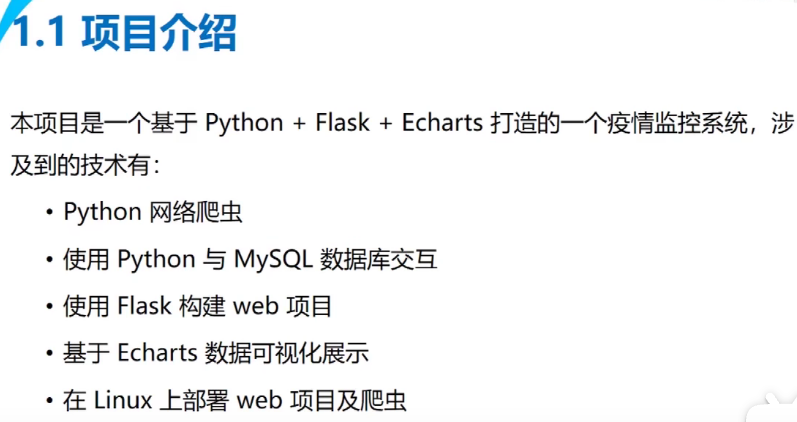 1.1 项目介绍
本项目是一个基于 Python + Flask + Echarts 打造的一个疫情监控系统，涉
及到的技术有：
• Python 网络爬虫
• 使用 Python 与 MySQL 数据库交互
• 使用 Flask 构建 web 项目
• 基于 Echarts 数据可视化展示
• 在 Linux 上部署 web 项目及爬虫